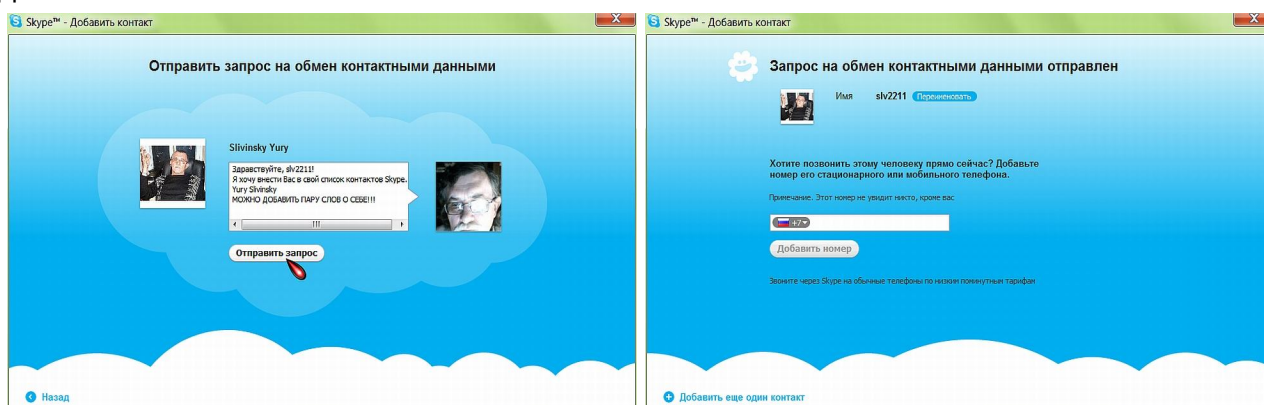 Skype™ - Добавить контакт
Отправить запрос на обмен контактными данными
Slivinsky Yury
Здравствуйте, slv2211!
Я хочу внести Вас в свой список контактов Skype.
Yury Slivinsky
МОЖНО ДОБАВИТЬ ПАРУ СЛОВ О СЕБЕ!!!
Отправить запрос
Назад
Skype™ - Добавить контакт
Запрос на обмен контактными данными отправлен
Имя slv2211 Переименовать
Хотите позвонить этому человеку прямо сейчас? Добавьте
номер его стационарного или мобильного телефона.
Примечание. Этот номер не увидит никто, кроме вас
+7
Добавить номер
Звоните через Skype на обычные телефоны по низким поминутным тарифам
Добавить еще один контакт